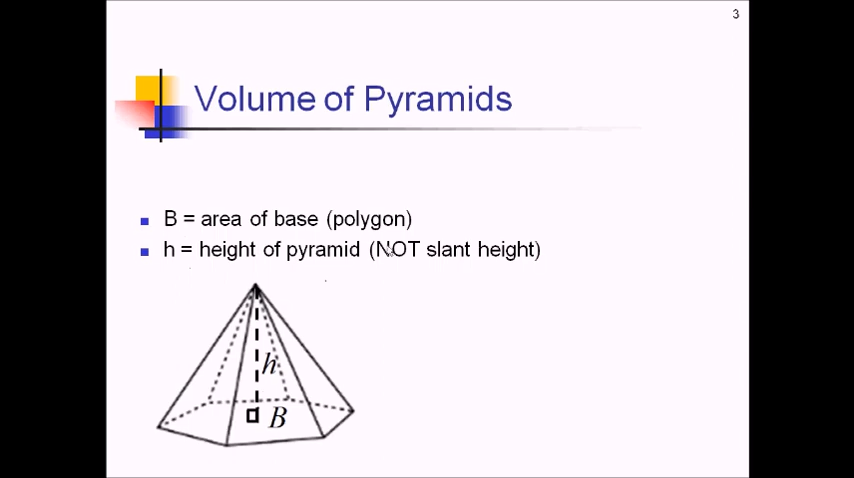 3
Volume of Pyramids
B = area of base (polygon)
h = height of pyramid (NOT slant height)
h
B